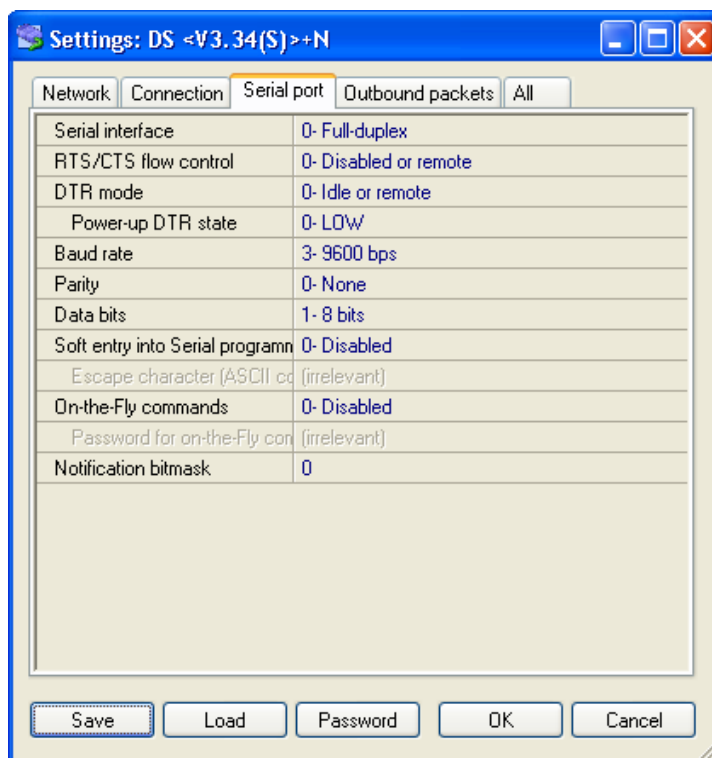 Settings: DS <V3.34(S)>+N
Network Connection Serial port Outbound packets All
Serial interface 0- Full-duplex
RTS/CTS flow control 0- Disabled or remote
DTR mode 0- Idle or remote
Power-up DTR state 0- LOW
Baud rate 3- 9600 bps
Parity 0- None
Data bits 1- 8 bits
Soft entry into Serial programn 0- Disabled
Escape character (ASCII cc (irrelevant)
On-the-Fly commands 0- Disabled
Password for on-the-Fly con (irrelevant)
Notification bitmask 0
Save Load Password OK Cancel